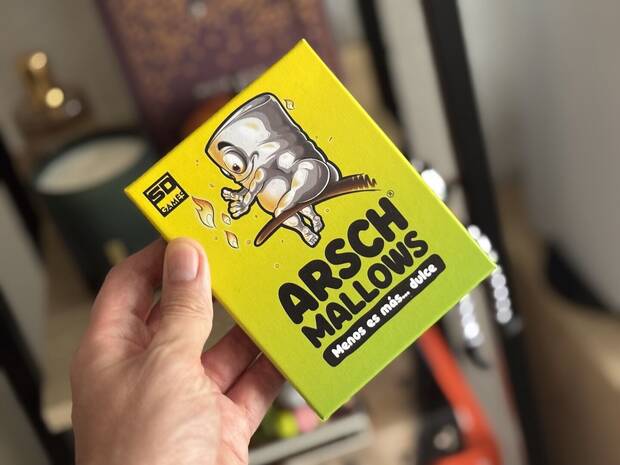 SD
GAMES
ARSCH
MALLOWS®
Menos es más... dulce